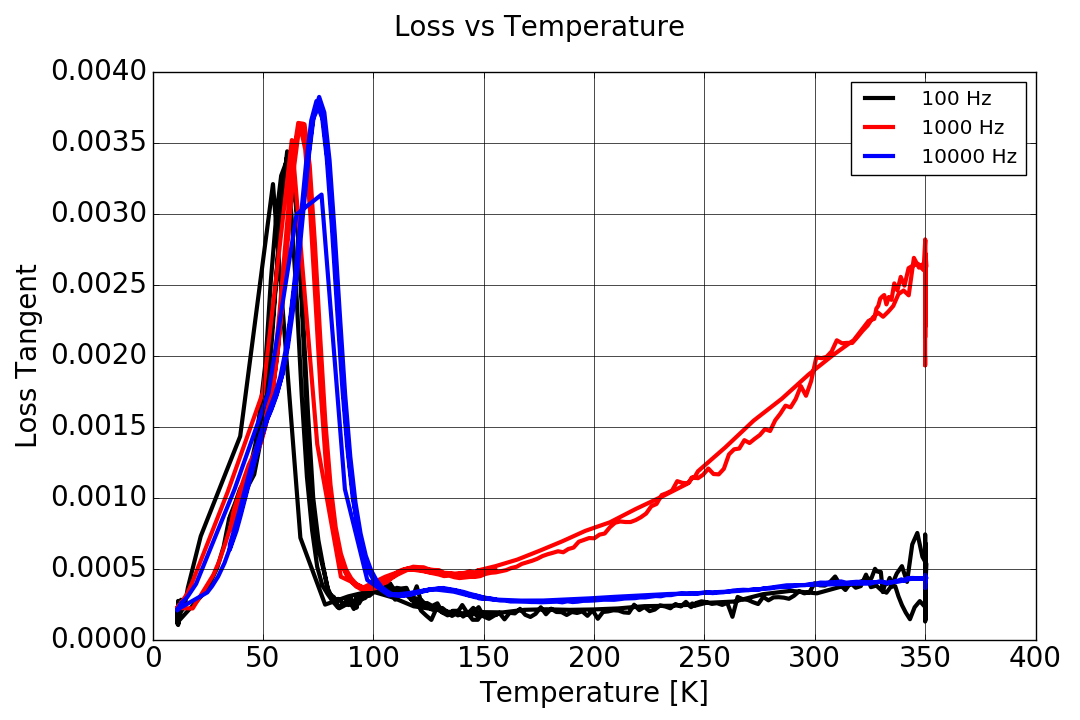 Loss vs Temperature
0.0040
0.0035
0.0030
0.0025
0.0020
0.0015
0.0010
0.0005
0.0000
Loss Tangent
100 Hz
1000 Hz
10000 Hz
0 50 100 150 200 250 300 350 400
Temperature [K]